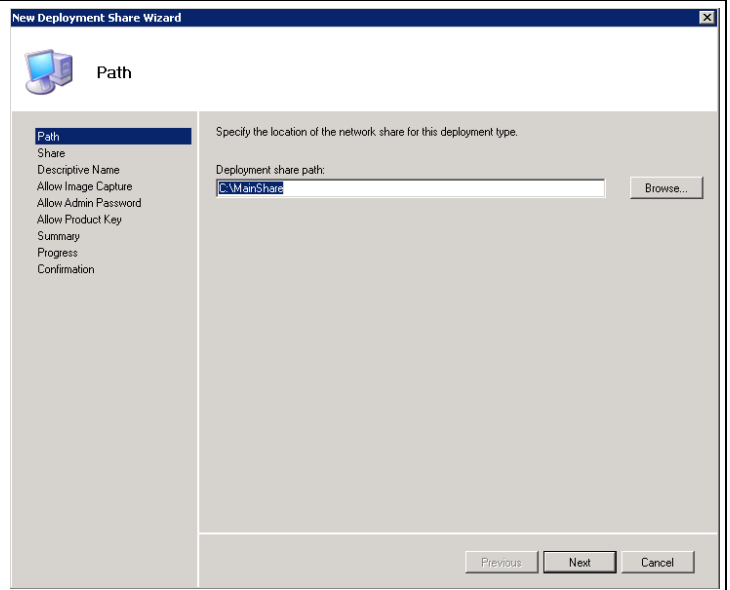 New Deployment Share Wizard
Path
Path
Share
Descriptive Name
Allow Image Capture
Allow Admin Password
Allow Product Key
Summary
Progress
Confirmation
Specify the location of the network share for this deployment type.
Deployment share path:
C:\MainShare
Browse...
Previous
Next
Cancel